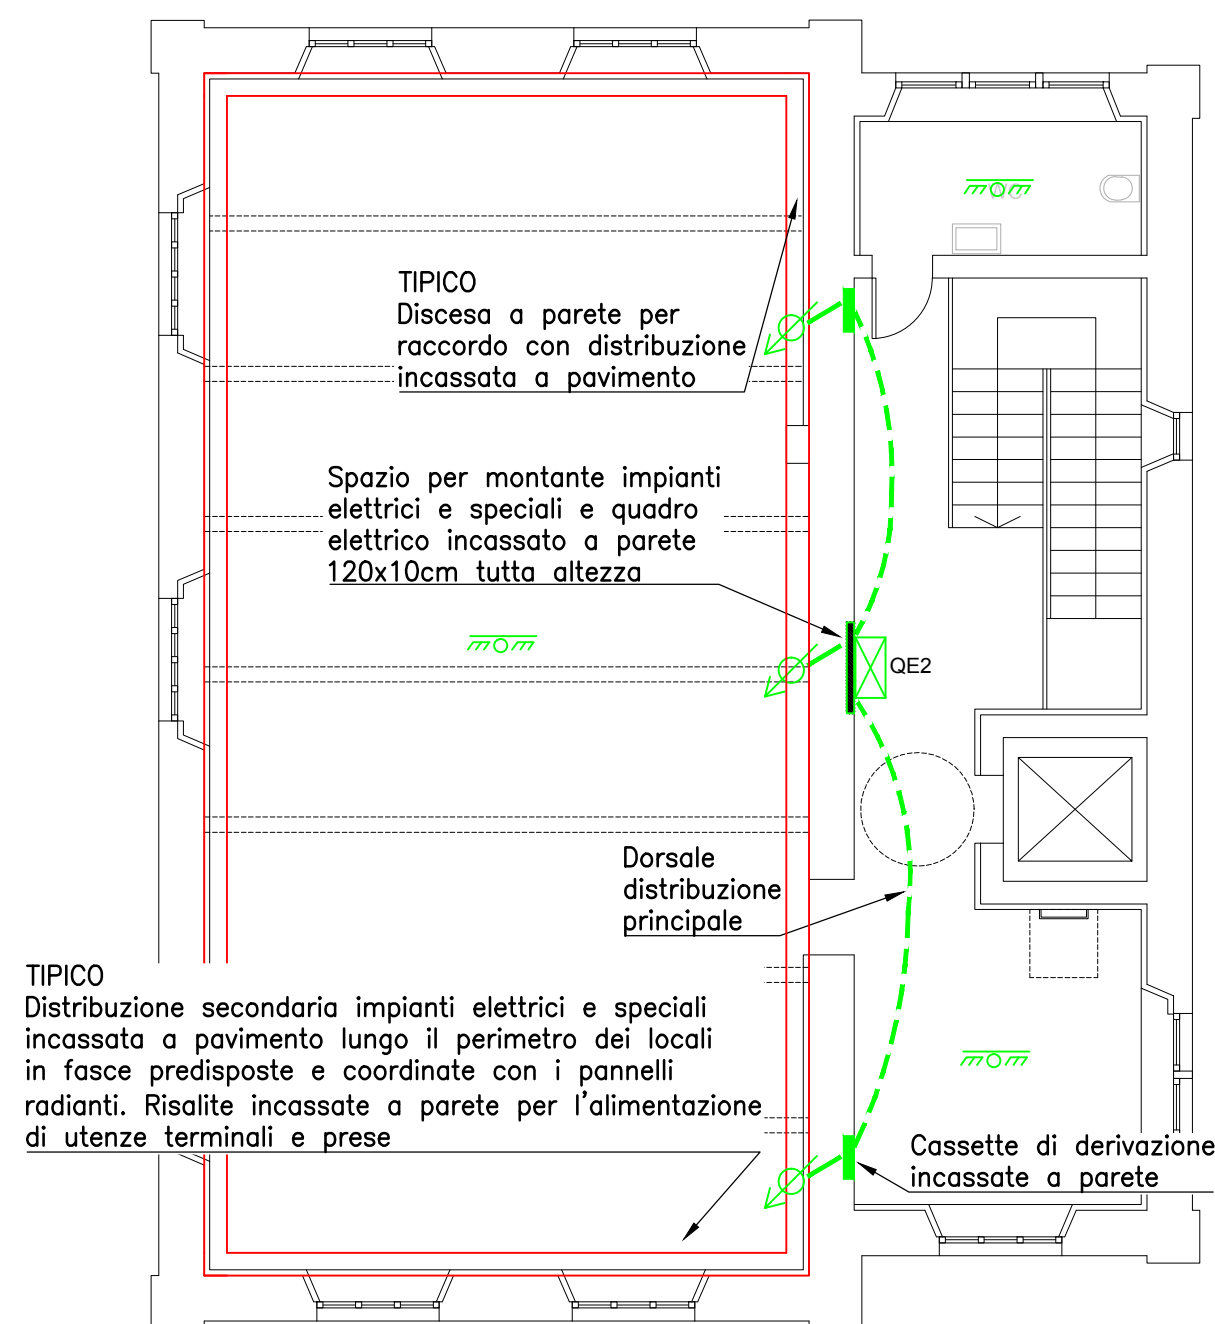 WC
TIPICO
Discesa a parete per
raccordo con distribuzione
incassata a pavimento
Spazio per montante impianti
elettrici e speciali e quadro
elettrico incassato a parete
120x10cm tutta altezza
QE2
Dorsale
distribuzione
principale
TIPICO
Distribuzione secondaria impianti elettrici e speciali
incassata a pavimento lungo il perimetro dei locali
in fasce predisposte e coordinate con i pannelli
radianti. Risalite incassate a parete per l'alimentazione
di utenze terminali e prese
Cassette di derivazione
incassate a parete